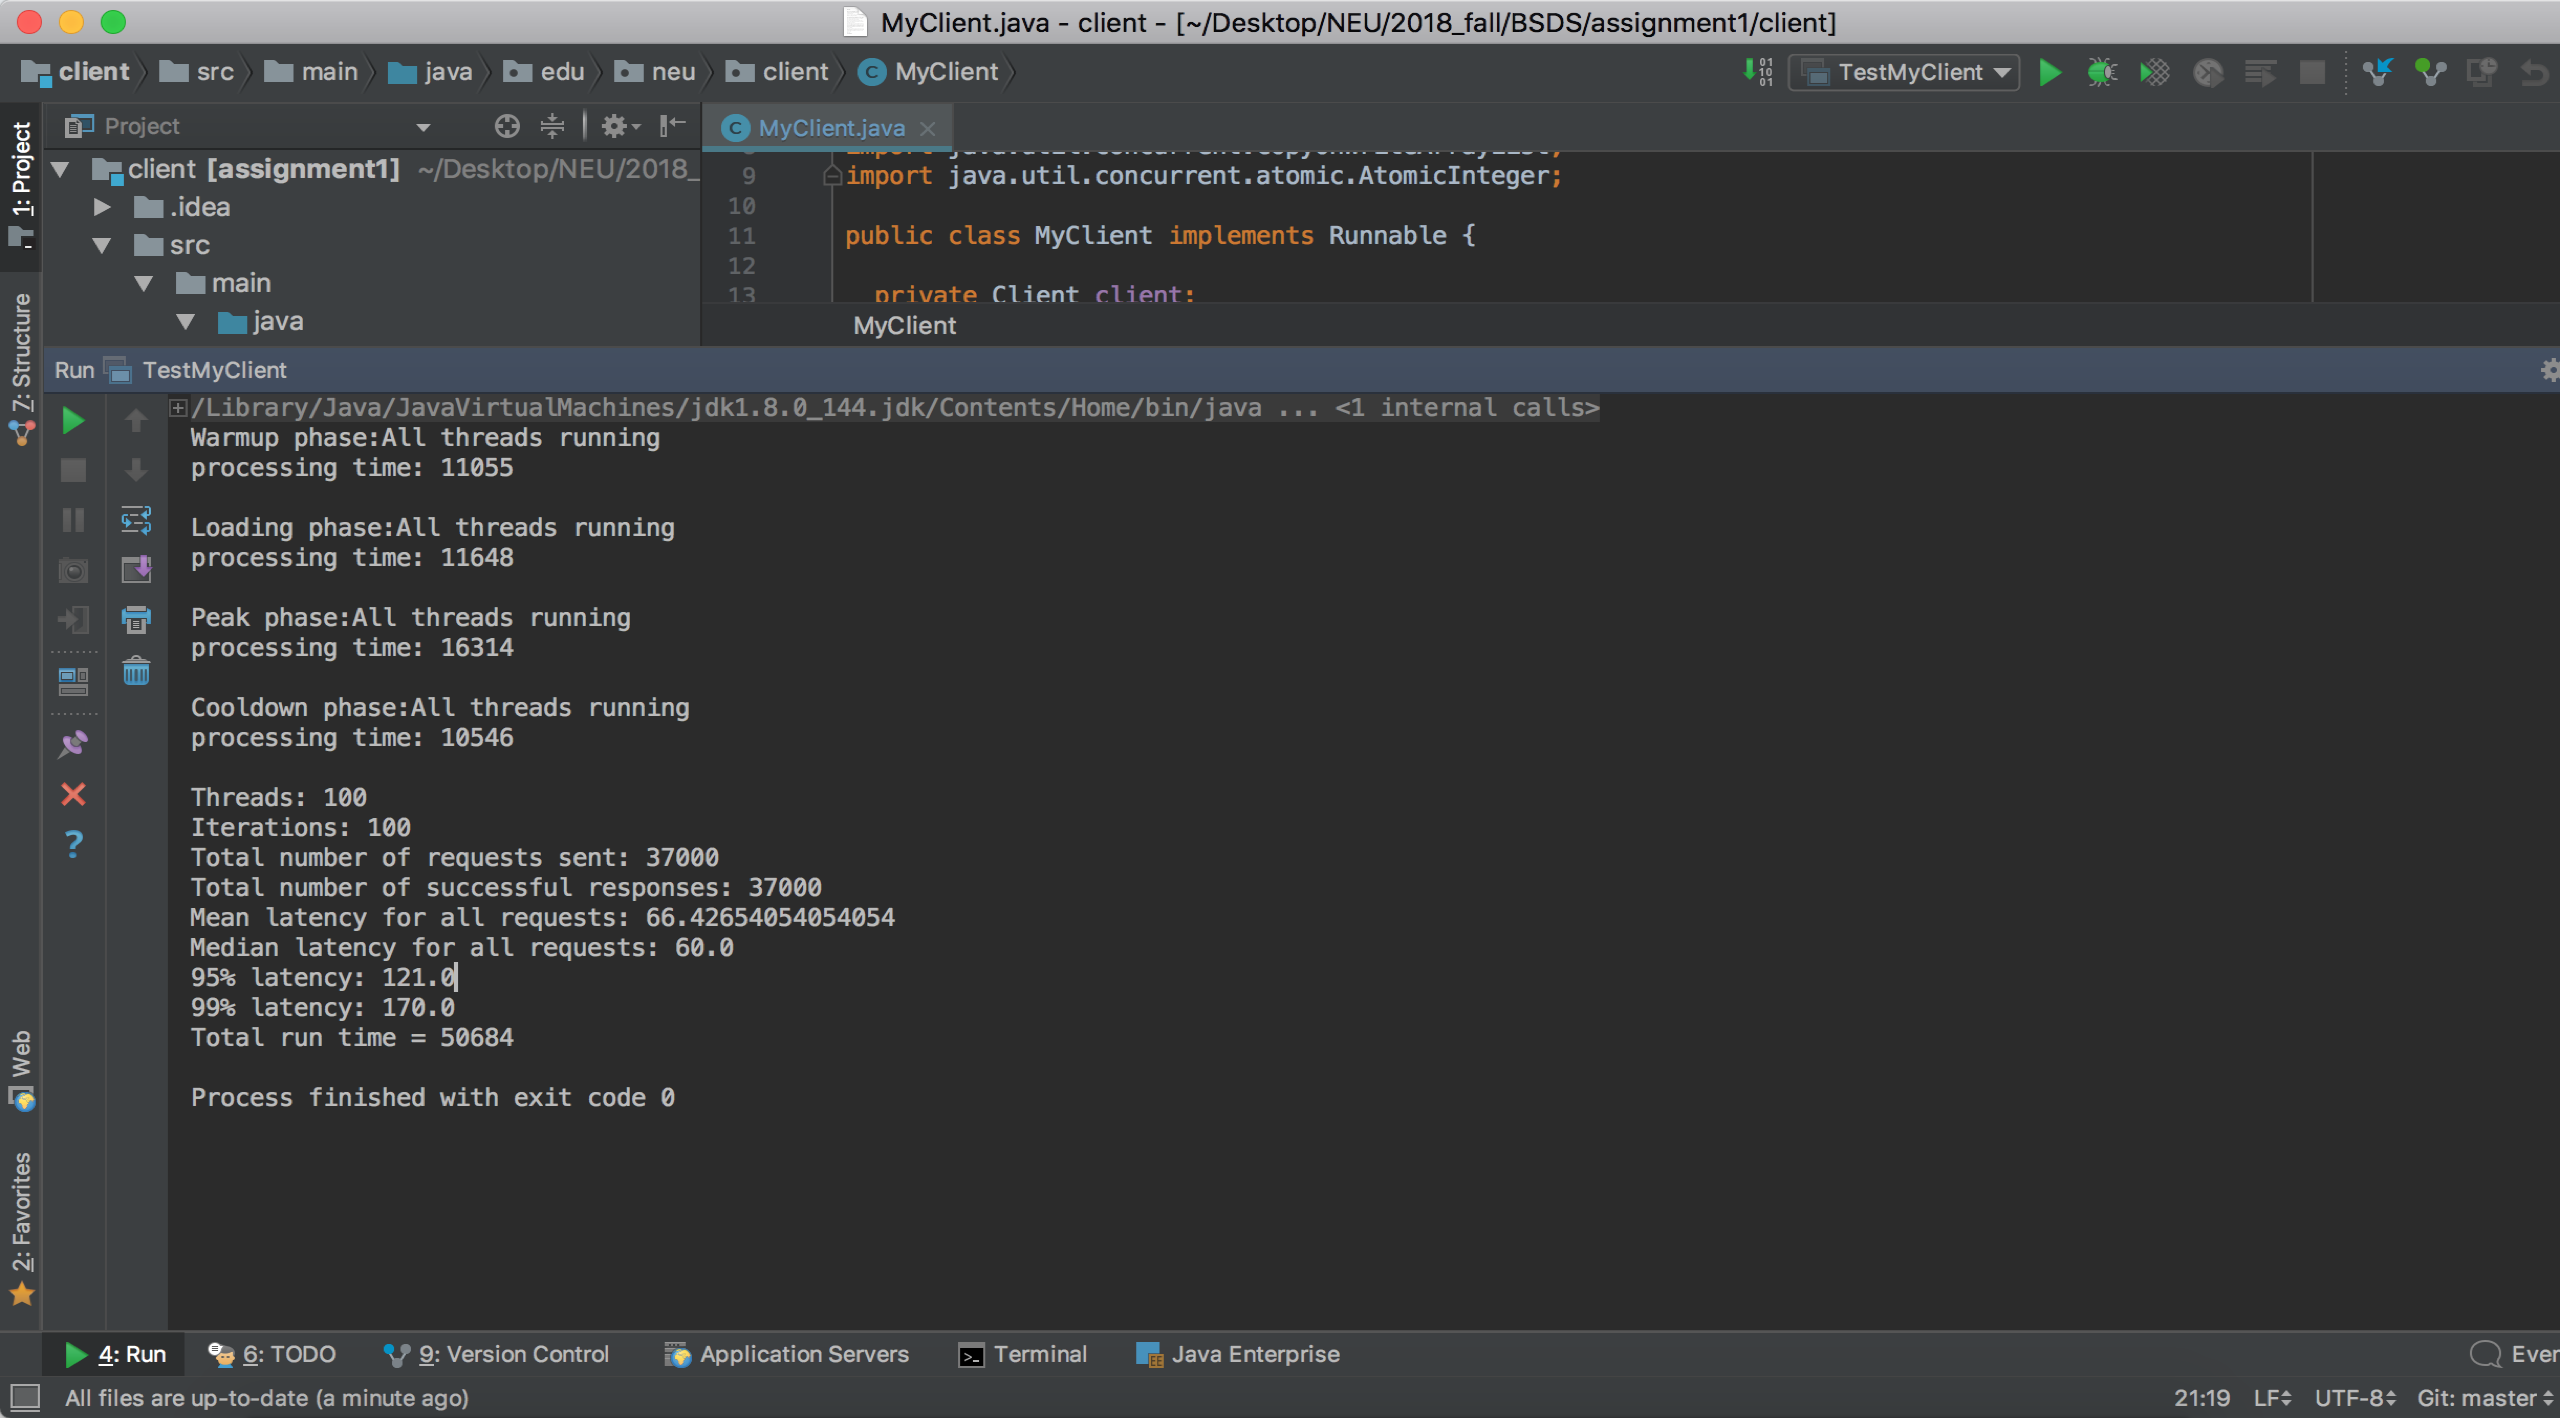 MyClient.java - client - [~/Desktop/NEU/2018_fall/BSDS/assignment1/client]
client src main java edu neu client MyClient
TestMyClient
1: Project
Project
MyClient.java
client [assignment1] ~/Desktop/NEU/2018_
.idea
src
main
java
import java.util.concurrent.CopyOnWriteArrayList;
9 import java.util.concurrent.atomic.AtomicInteger;
10
11 public class MyClient implements Runnable {
12
13 private Client client;
MyClient
7: Structure
Run TestMyClient
/Library/Java/JavaVirtualMachines/jdk1.8.0_144.jdk/Contents/Home/bin/java ... <1 internal calls>
Warmup phase:All threads running
processing time: 11055
Loading phase:All threads running
processing time: 11648
Peak phase:All threads running
processing time: 16314
Cooldown phase:All threads running
processing time: 10546
Threads: 100
Iterations: 100
Total number of requests sent: 37000
Total number of successful responses: 37000
Mean latency for all requests: 66.42654054054054
Median latency for all requests: 60.0
95% latency: 121.0
99% latency: 170.0
Total run time = 50684
Process finished with exit code 0
Web
2: Favorites
4: Run 6: TODO 9: Version Control Application Servers Terminal Java Enterprise Ever
All files are up-to-date (a minute ago) 21:19 LF UTF-8 Git: master